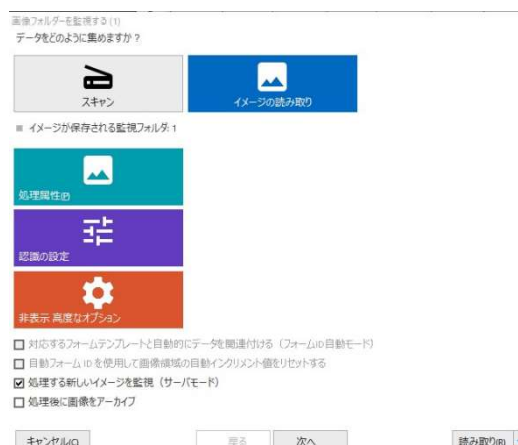 画像フォルダーを監視する (1)
データをどのように集めますか ?
スキャン
イメージの読み取り
イメージが保存される監視フォルダ: 1
処理属性(P)
認識の設定
非表示 高度なオプション
対応するフォームテンプレートと自動的にデータを関連付ける（フォームID自動モード）
自動フォーム ID を使用して画像領域の自動インクリメント値をリセットする
処理する新しいイメージを監視（サーバモード）
処理後に画像をアーカイブ
キャンセル(C)
戻る
次へ
読み取り(R)